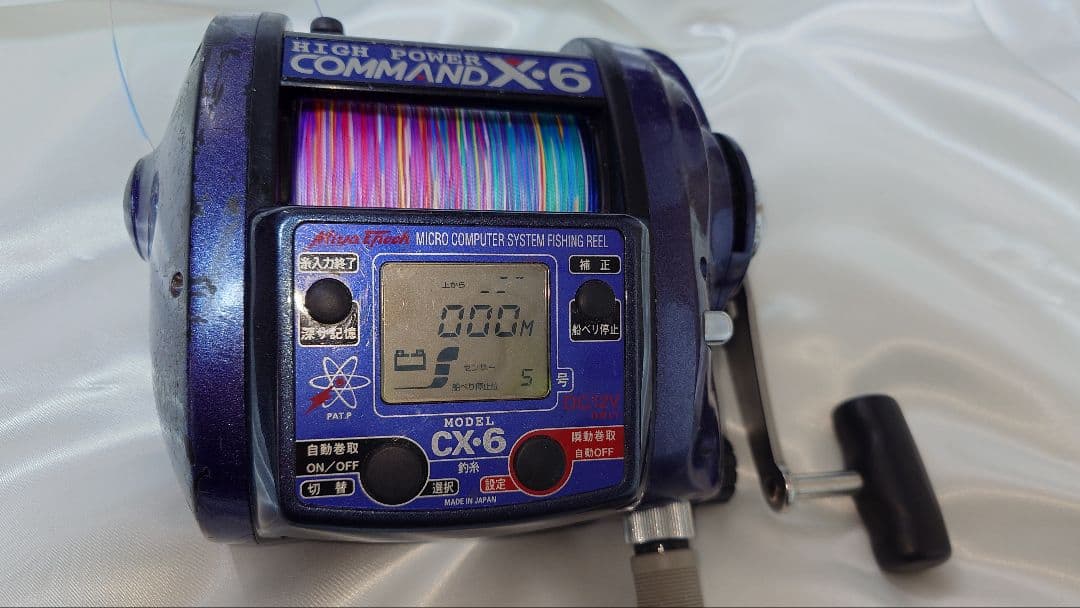 HIGH POWER
COMMAND X・6
Miya Epoch MICRO COMPUTER SYSTEM FISHING REEL
糸入力終了
補正
上から
000M
深サ記憶
船べり停止
センサー
船べり停止位 5 号
PAT.P
DC12V
MODEL
CX・6
自動巻取
ON/OFF
切替
選択
釣糸
設定
瞬動巻取
自動OFF
MADE IN JAPAN